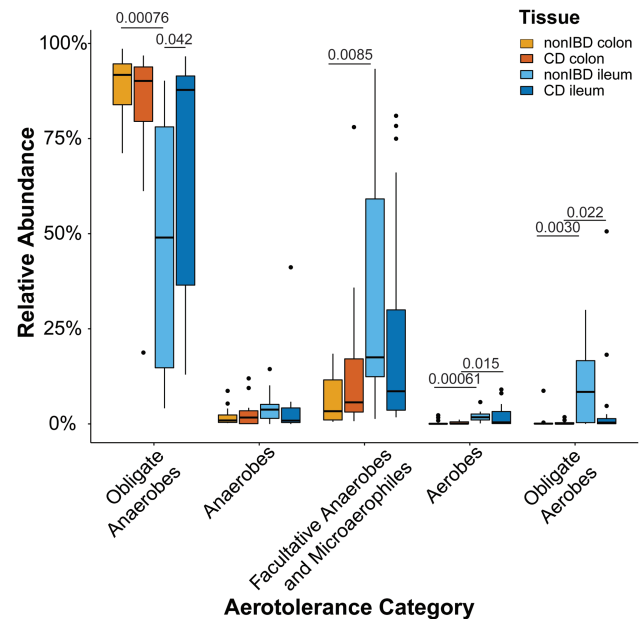 Tissue
nonIBD colon
CD colon
nonIBD ileum
CD ileum
0.00076
0.042
0.0085
0.022
0.0030
0.015
0.00061
100%
75%
50%
25%
0%
Relative Abundance
Obligate
Anaerobes
Anaerobes
Facultative Anaerobes
and Microaerophiles
Aerobes
Obligate
Aerobes
Aerotolerance Category